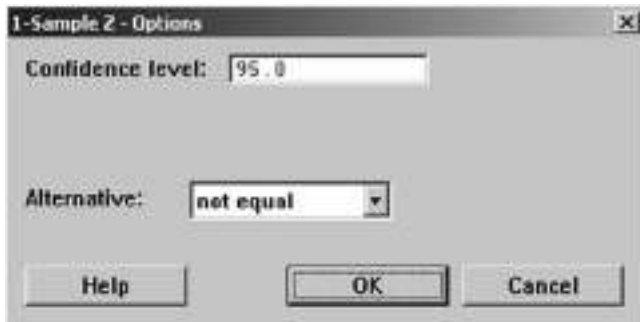 1-Sample Z - Options
Confidence level: 95.0
Alternative: not equal
Help OK Cancel